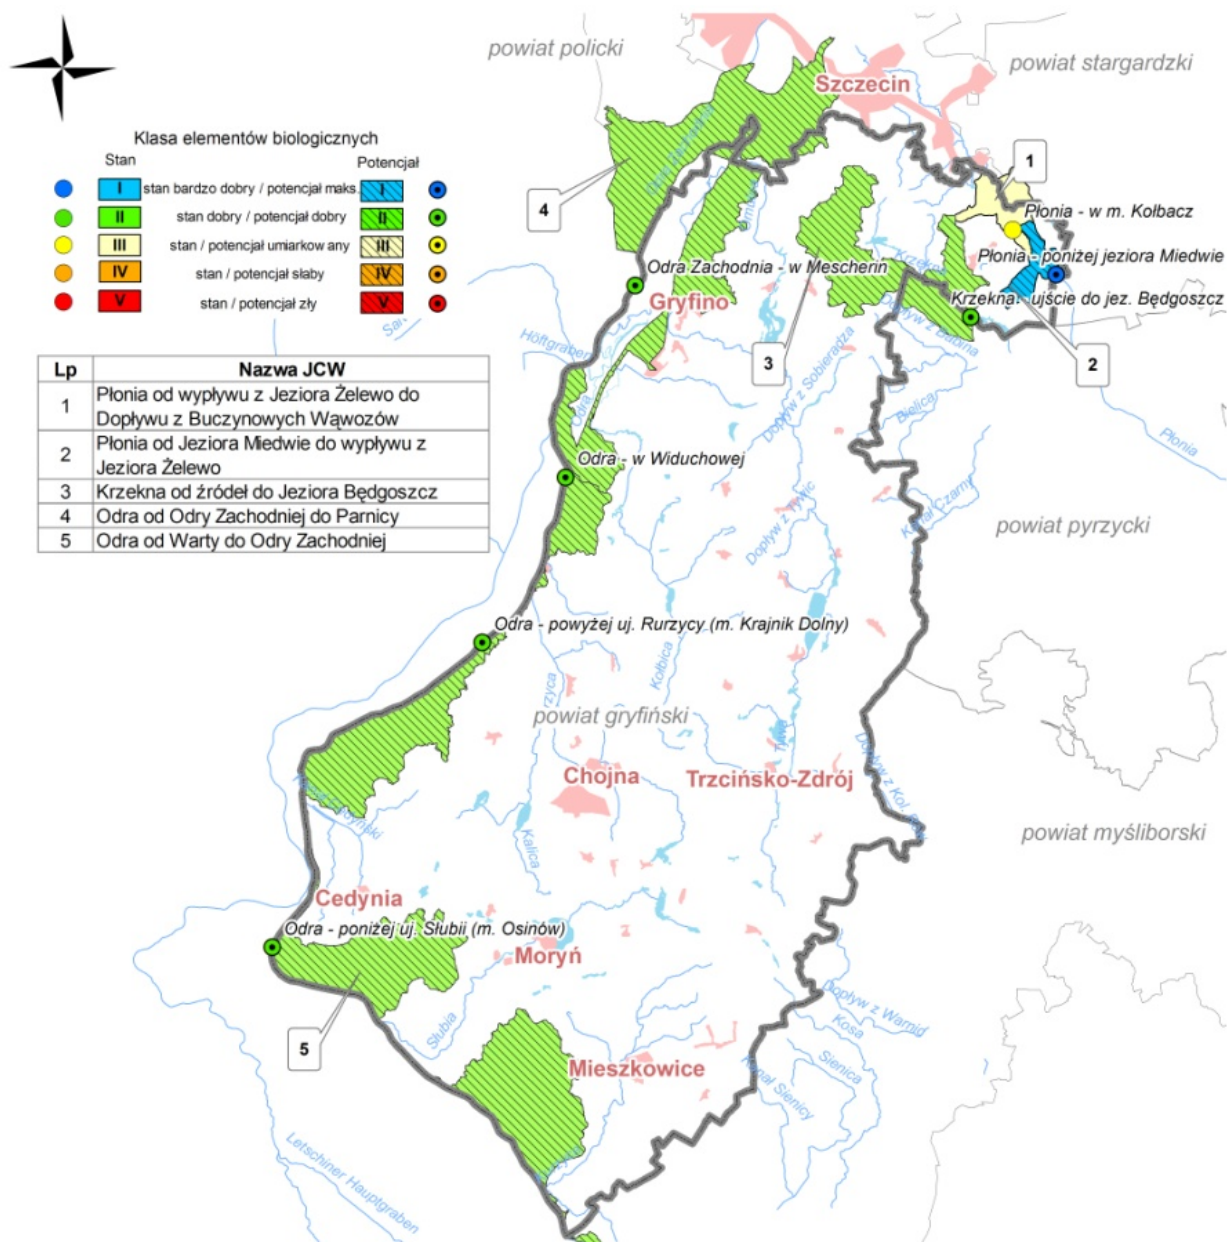 powiat policki
powiat stargardzki
Szczecin
Klasa elementów biologicznych
Stan
Potencjał
I stan bardzo dobry / potencjał maks. I
II stan dobry / potencjał dobry II
III stan / potencjał umiarkowany III
IV stan / potencjał słaby IV
V stan / potencjał zły V
1
4
Płonia - w m. Kołbacz
Płonia - poniżej jeziora Miedwie
Krzekna - ujście do jez. Będgoszcz
Odra Zachodnia - w Mescherin
Gryfino
Höftgraben
3
2
Lp Nazwa JCW
1 Płonia od wypływu z Jeziora Żelewo do
Dopływu z Buczynowych Wąwozów
2 Płonia od Jeziora Miedwie do wypływu z
Jeziora Żelewo
3 Krzekna od źródeł do Jeziora Będgoszcz
4 Odra od Odry Zachodniej do Parnicy
5 Odra od Warty do Odry Zachodniej
Dopływ z Babina
Dopływ z Sobieradza
Bielica
Płonia
Odra
Odra - w Widuchowej
Dopływ z Tywic
Kanał Czarny
powiat pyrzycki
Odra - powyżej uj. Rurzycy (m. Krajnik Dolny)
Kołbica
powiat gryfiński
Chojna
Trzcińsko-Zdrój
Kalica
powiat myśliborski
Cedynia
Odra - poniżej uj. Słubii (m. Osinów)
Moryń
Słubia
5
Mieszkowice
Dopływ z Warnid
Kosa
Sienica
Kanał Sienicy
Letschiner Hauptgraben